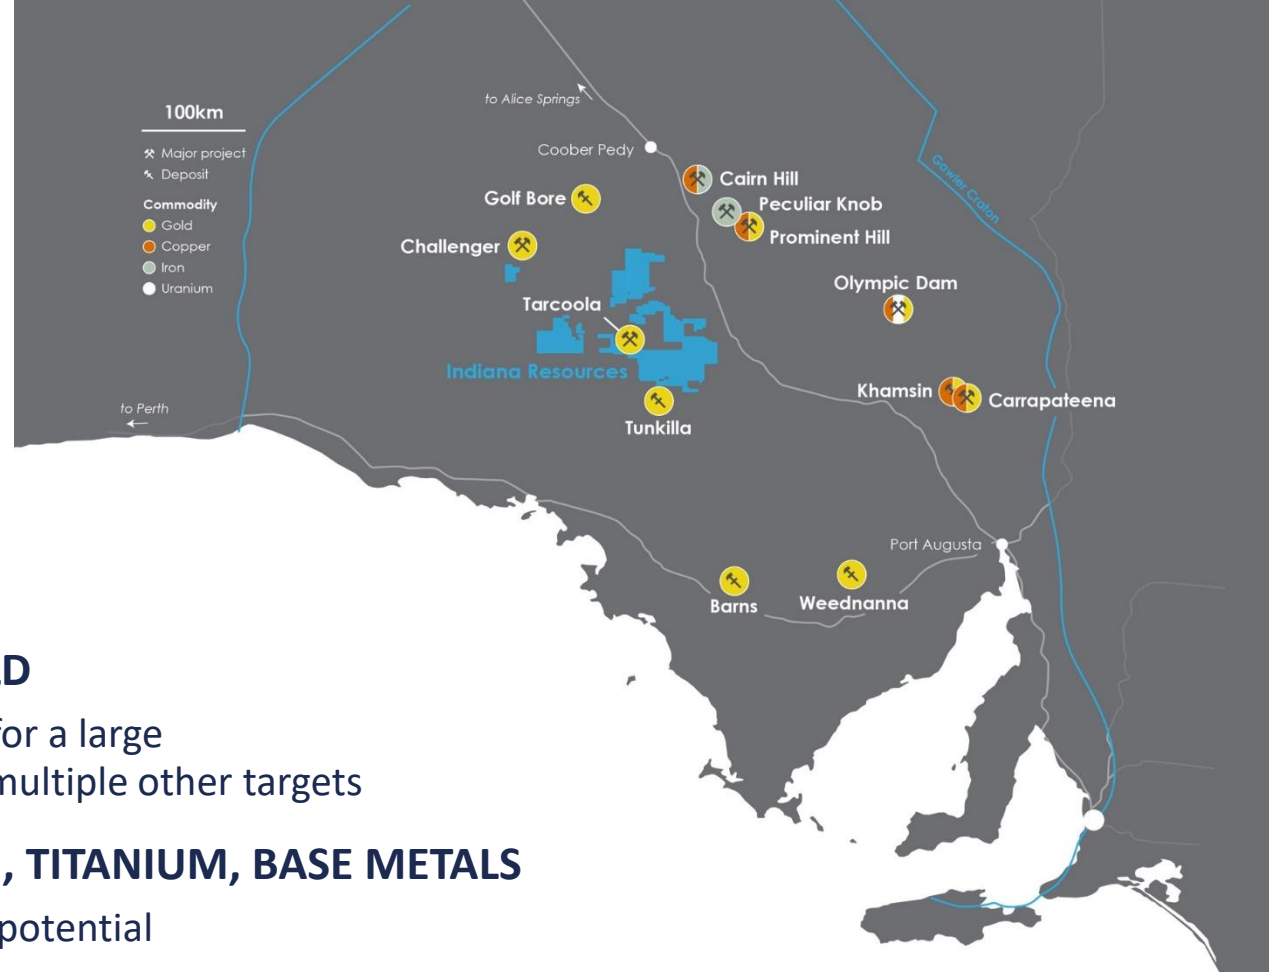 100km
Major project
Deposit
Commodity
Gold
Copper
Iron
Uranium
to Alice Springs
Coober Pedy
Cairn Hill
Golf Bore
Peculiar Knob
Prominent Hill
Challenger
Gawler Craton
Olympic Dam
Tarcoola
Indiana Resources
Khamsin
Carrapateena
to Perth
Tunkilla
Port Augusta
Barns
Weednanna
for a large
multiple other targets
, TITANIUM, BASE METALS
potential